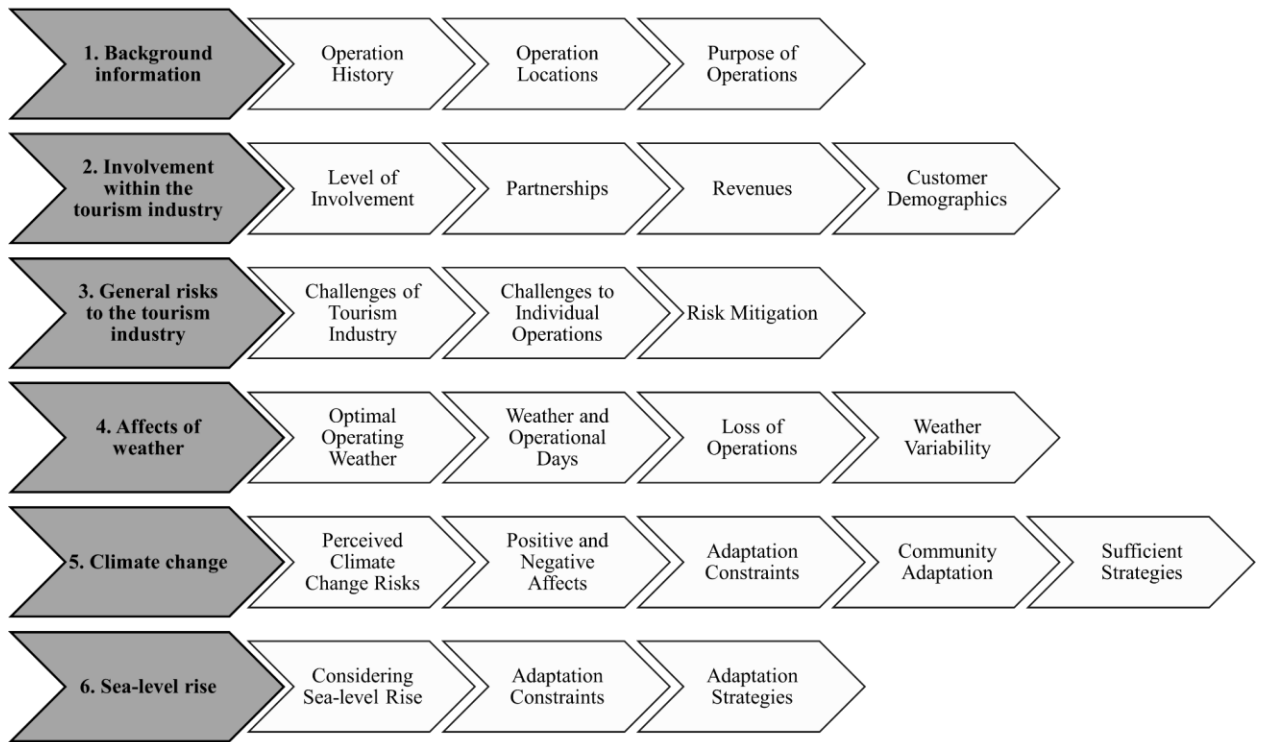 1. Background
information
Operation
History
Operation
Locations
Purpose of
Operations
2. Involvement
within the
tourism industry
Level of
Involvement
Partnerships
Revenues
Customer
Demographics
3. General risks
to the tourism
industry
Challenges of
Tourism
Industry
Challenges to
Individual
Operations
Risk Mitigation
4. Affects of
weather
Optimal
Operating
Weather
Weather and
Operational
Days
Loss of
Operations
Weather
Variability
5. Climate change
Perceived
Climate
Change Risks
Positive and
Negative
Affects
Adaptation
Constraints
Community
Adaptation
Sufficient
Strategies
6. Sea-level rise
Considering
Sea-level Rise
Adaptation
Constraints
Adaptation
Strategies